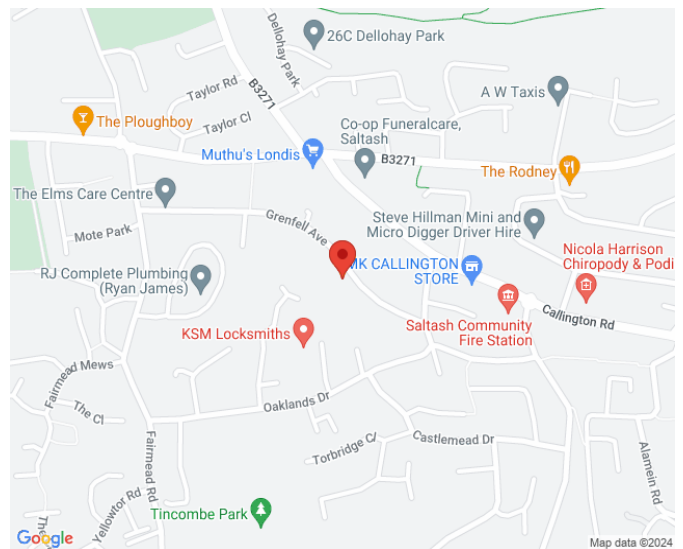 Dellohay Park
26C Dellohay Park
B3271
Taylor Rd
A W Taxis
The Ploughboy
Taylor Cl
Co-op Funeralcare,
Saltash
Muthu's Londis
B3271
The Rodney
The Elms Care Centre
Grenfell Ave
Steve Hillman Mini and
Micro Digger Driver Hire
Mote Park
Nicola Harrison
Chiropody & Podi
MK CALLINGTON
STORE
RJ Complete Plumbing
(Ryan James)
Saltash Community
Fire Station
Callington Rd
KSM Locksmiths
Fairmead Mews
Oaklands Dr
The Cl
Fairmead Rd
Castlemead Dr
Torbridge Cl
Alamein Rd
Yellowtor Rd
Tincombe Park
The
Google
Map data ©2024